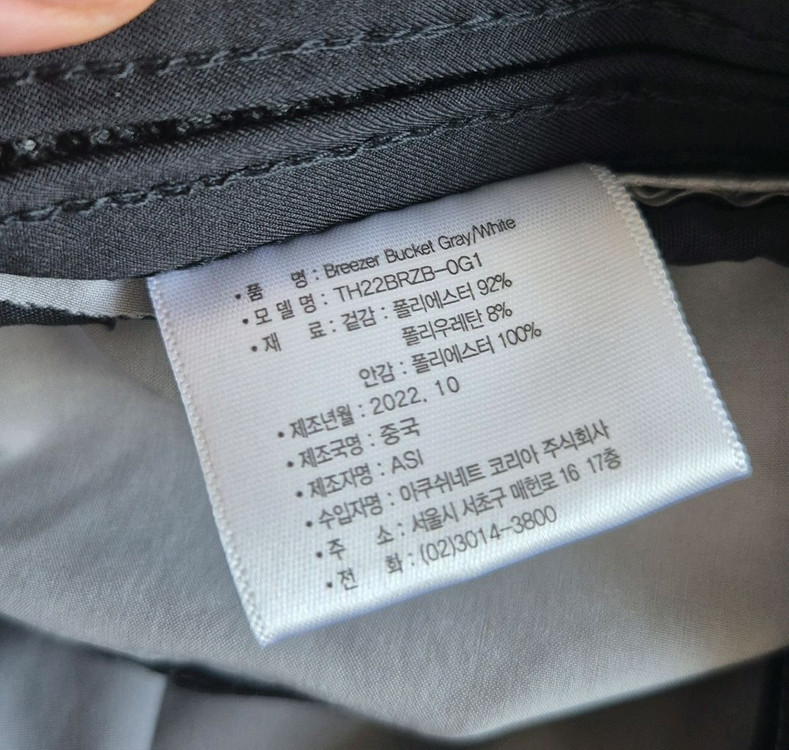 •품 명 : Breezer Bucket Gray/White
•모 델 명 : TH22BRZB-0G1
•재 료 : 겉감 : 폴리에스터 92%
폴리우레탄 8%
안감 : 폴리에스터 100%
•제조년월 : 2022. 10
•제조국명 : 중국
•제조자명 : ASI
•수입자명 : 아쿠쉬네트 코리아 주식회사
•주 소 : 서울시 서초구 매헌로 16 17층
•전 화 : (02)3014-3800